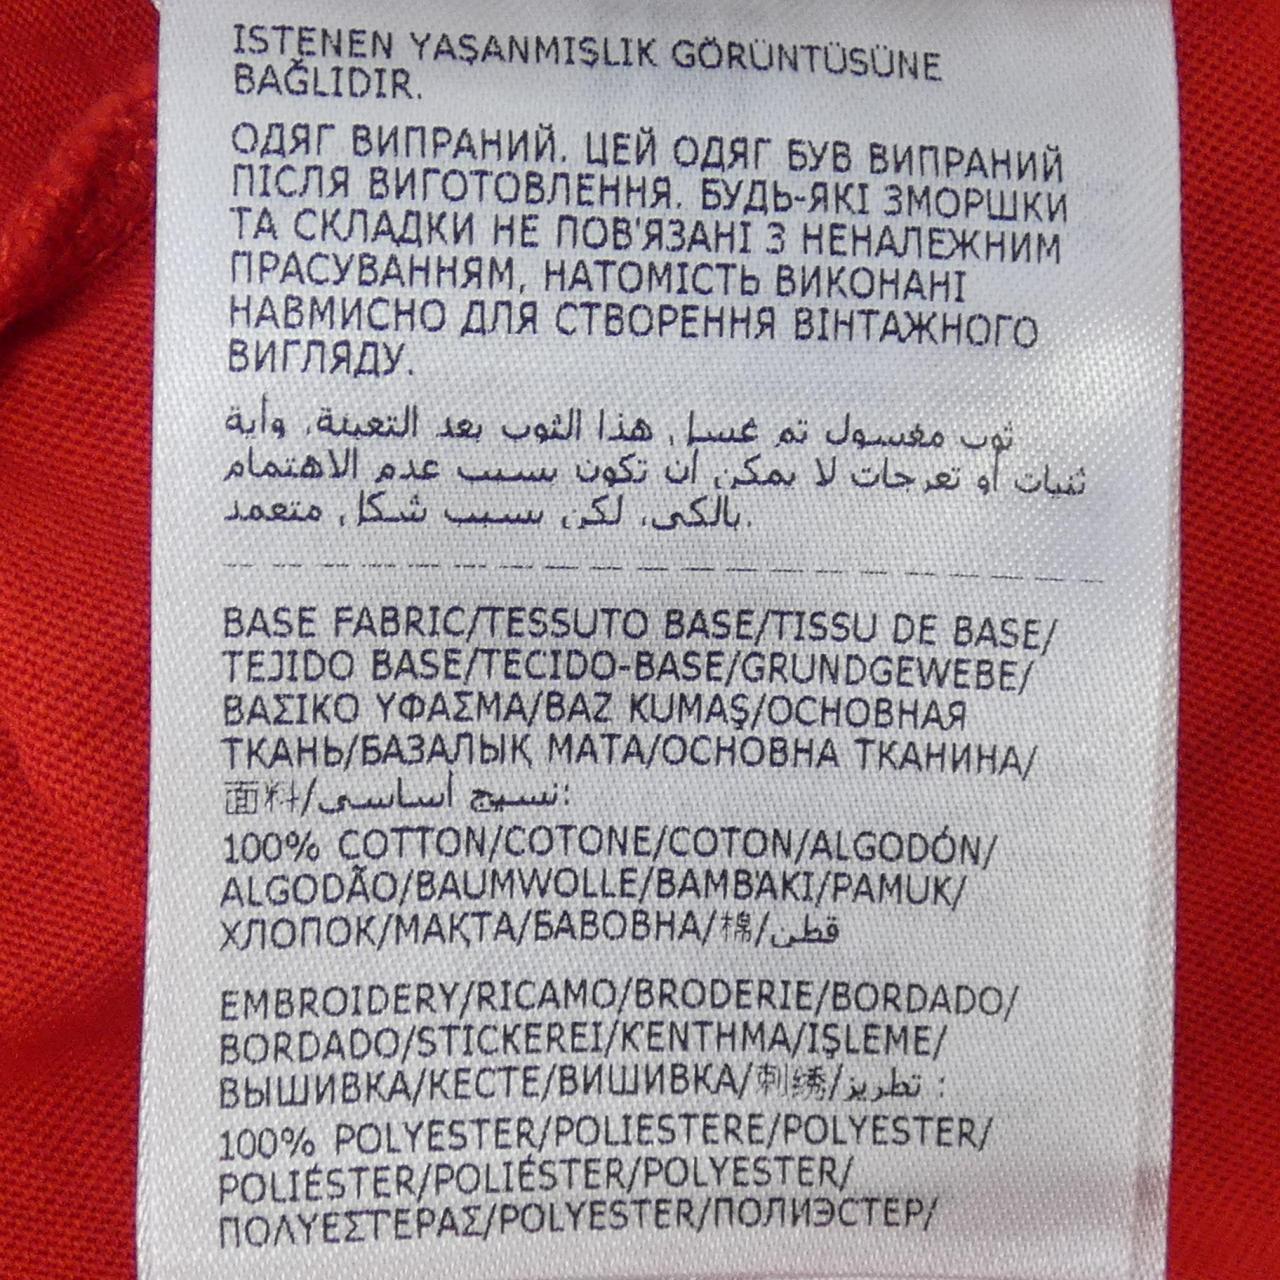 ISTENEN YAŞANMIŞLIK GÖRÜNTÜSÜNE
BAĞLIDIR.
ОДЯГ ВИПРАНИЙ. ЦЕЙ ОДЯГ БУВ ВИПРАНИЙ
ПІСЛЯ ВИГОТОВЛЕННЯ. БУДЬ-ЯКІ ЗМОРШКИ
ТА СКЛАДКИ НЕ ПОВ'ЯЗАНІ З НЕНАЛЕЖНИМ
ПРАСУВАННЯМ, НАТОМІСТЬ ВИКОНАНІ
НАВМИСНО ДЛЯ СТВОРЕННЯ ВІНТАЖНОГО
ВИГЛЯДУ.
ثوب مغسول تم غسل هذا الثوب بعد التعبئة. وأية
ثنيات أو تعرجات لا يمكن أن تكون بسبب عدم الاهتمام
بالكي، لكن بسبب شكل متعمد.
BASE FABRIC/TESSUTO BASE/TISSU DE BASE/
TEJIDO BASE/TECIDO-BASE/GRUNDGEWEBE/
ΒΑΣΙΚΟ ΥΦΑΣΜΑ/BAZ KUMAŞ/ОСНОВНАЯ
ТКАНЬ/БАЗАЛЫҚ МАТА/ОСНОВНА ТКАНИНА/
面料/نسيج أساسي:
100% COTTON/COTONE/COTON/ALGODÓN/
ALGODÃO/BAUMWOLLE/ΒΑΜΒΆΚΙ/PAMUK/
ХЛОПОК/МАҚТА/БАВОВНА/棉/قطن
EMBROIDERY/RICAMO/BRODERIE/BORDADO/
BORDADO/STICKEREI/ΚΈΝΤΗΜΑ/IŞLEME/
ВЫШИВКА/КЕСТЕ/ВИШИВКА/刺绣/تطريز :
100% POLYESTER/POLIESTERE/POLYESTER/
POLIÉSTER/POLIÉSTER/POLYESTER/
ΠΟΛΥΕΣΤΕΡΑΣ/POLYESTER/ПОЛИЭСТЕР/